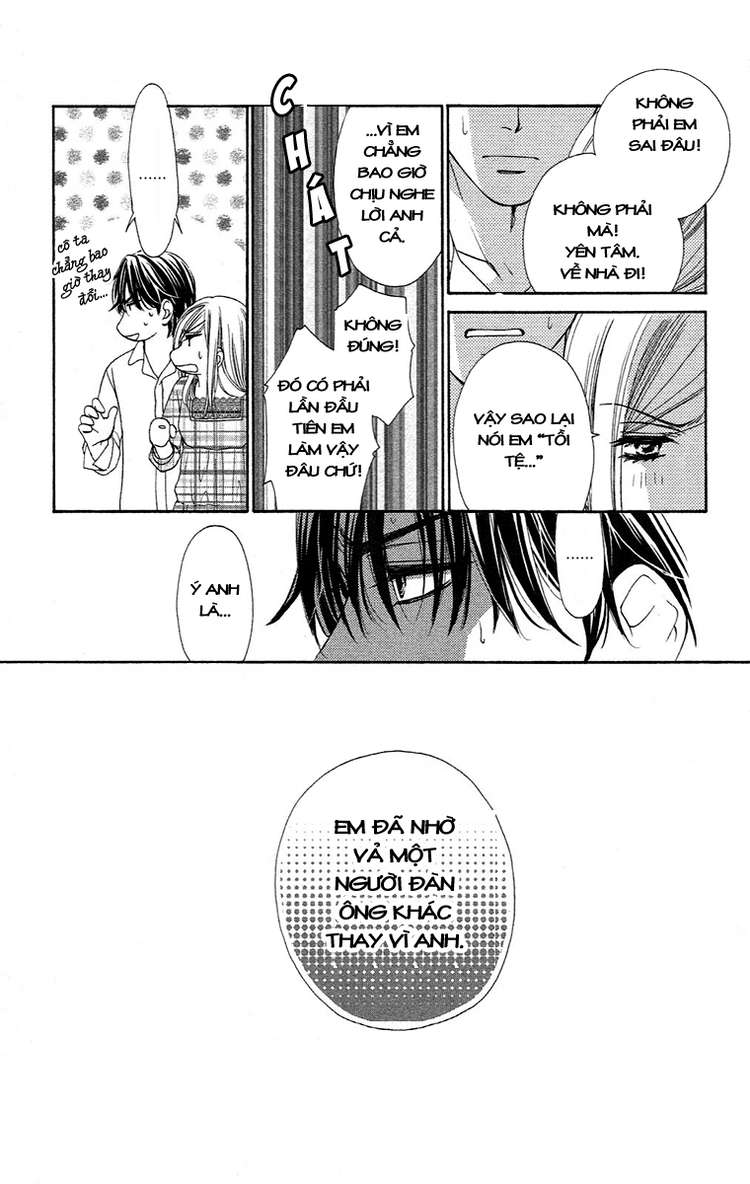 KHÔNG
PHẢI EM
SAI ĐÂU!
KHÔNG PHẢI
MÀ!
YÊN TÂM.
VỀ NHÀ ĐI!
VẬY SAO LẠI
NÓI EM “TỒI
TỆ...”
...VÌ EM
CHẲNG
BAO GIỜ
CHỊU NGHE
LỜI ANH
CẢ.
CHÁT
KHÔNG
ĐÚNG!
ĐÓ CÓ PHẢI
LẦN ĐẦU
TIÊN EM
LÀM VẬY
ĐÂU CHỨ!
......
cô ta
chẳng bao
giờ thay
đổi...
......
Ý ANH
LÀ...
EM ĐÃ NHỜ
VẢ MỘT
NGƯỜI ĐÀN
ÔNG KHÁC
THAY VÌ ANH.